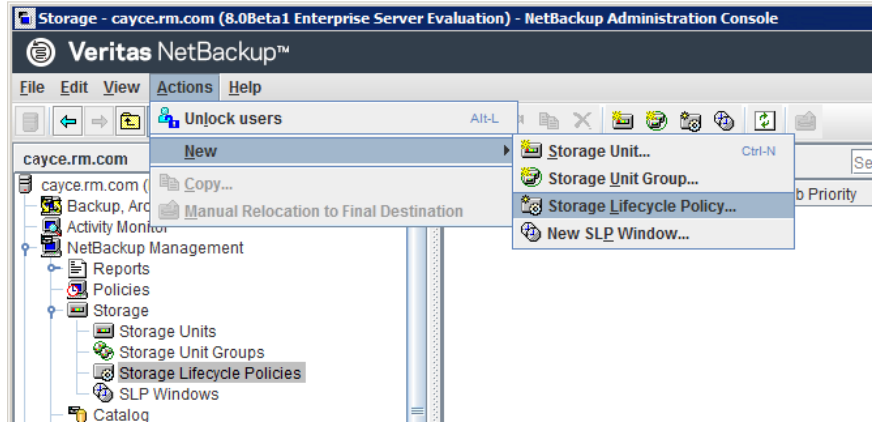 Storage - cayce.rm.com (8.0Beta1 Enterprise Server Evaluation) - NetBackup Administration Console
Veritas NetBackup™
File Edit View Actions Help
Unlock users Alt-L
New
Copy...
Manual Relocation to Final Destination
Storage Unit... Ctrl-N
Storage Unit Group...
Storage Lifecycle Policy...
New SLP Window...
Se
b Priority
cayce.rm.com
cayce.rm.com (
Backup, Arc
Activity Monitor
NetBackup Management
Reports
Policies
Storage
Storage Units
Storage Unit Groups
Storage Lifecycle Policies
SLP Windows
Catalog